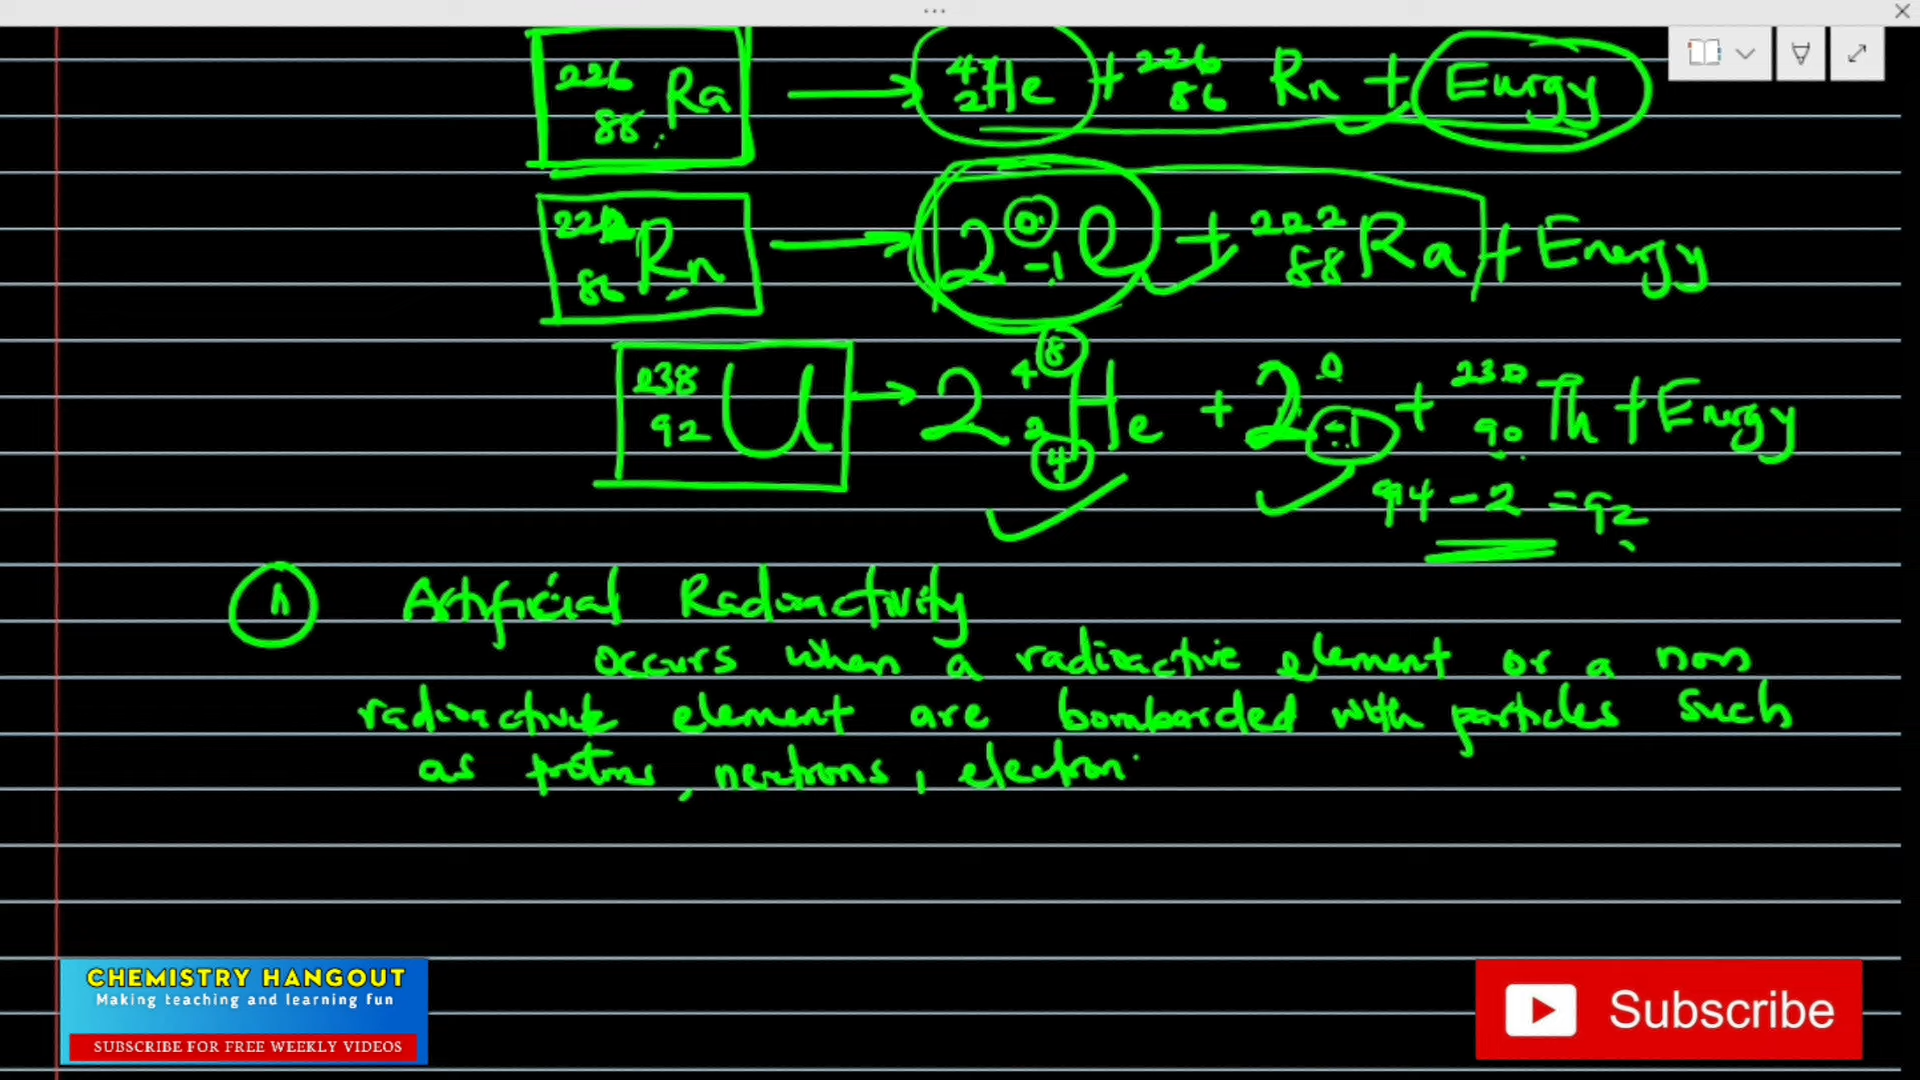 226 88 Ra → 4 2 He + 226 86 Rn + Energy
222 86 Rn → 2 0 -1 e + 222 88 Ra + Energy
238 92 U → 2 4 8 2 4 He + 2 0 -1 + 230 90 Th + Energy
94 - 2 = 92
Artificial Radioactivity
occurs when a radioactive element or a non
radioactive element are bombarded with particles such
as protons, neutrons, electron
CHEMISTRY HANGOUT
Making teaching and learning fun
SUBSCRIBE FOR FREE WEEKLY VIDEOS
Subscribe